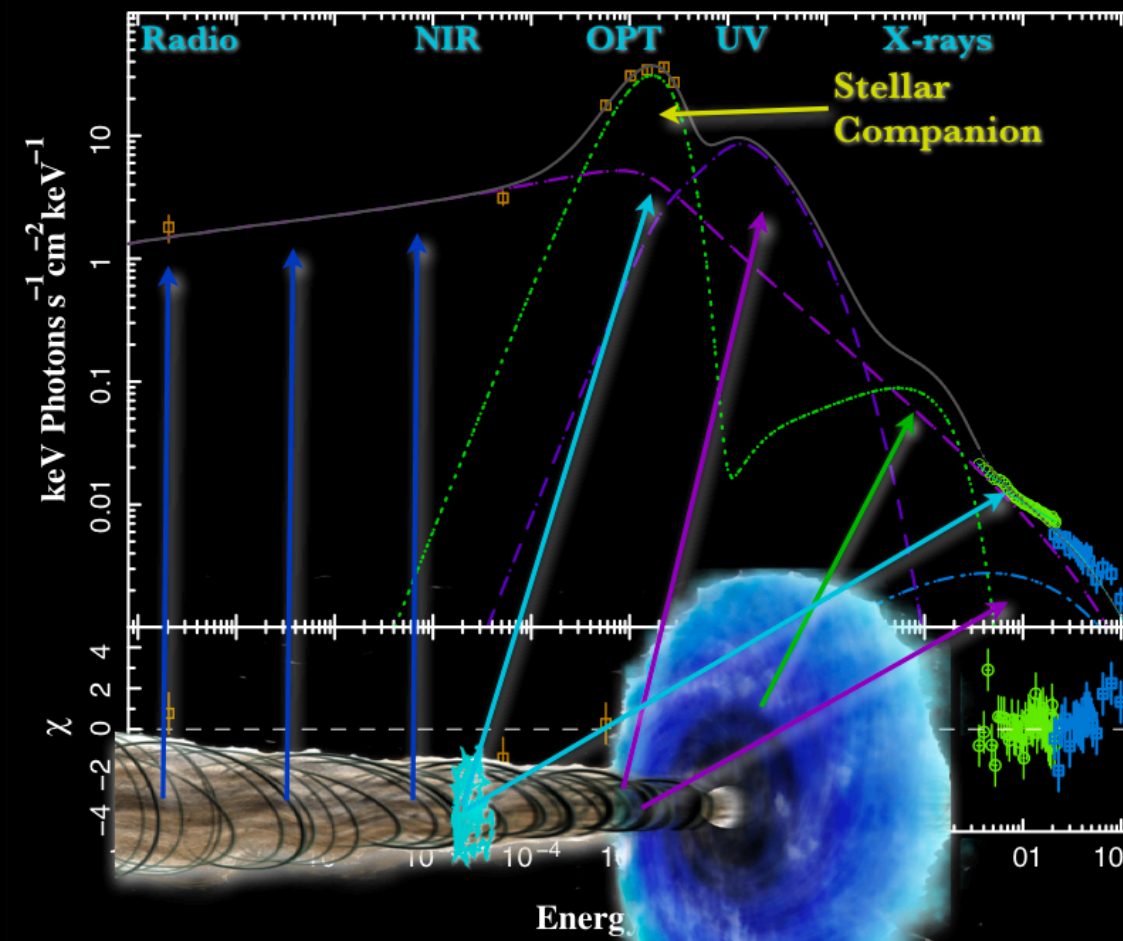 Radio NIR OPT UV X-rays
Stellar
Companion
keV Photons s⁻¹ cm⁻² keV⁻¹
10
1
0.1
0.01
χ
4
2
0
−2
−4
10⁻⁴
01
10
Energy